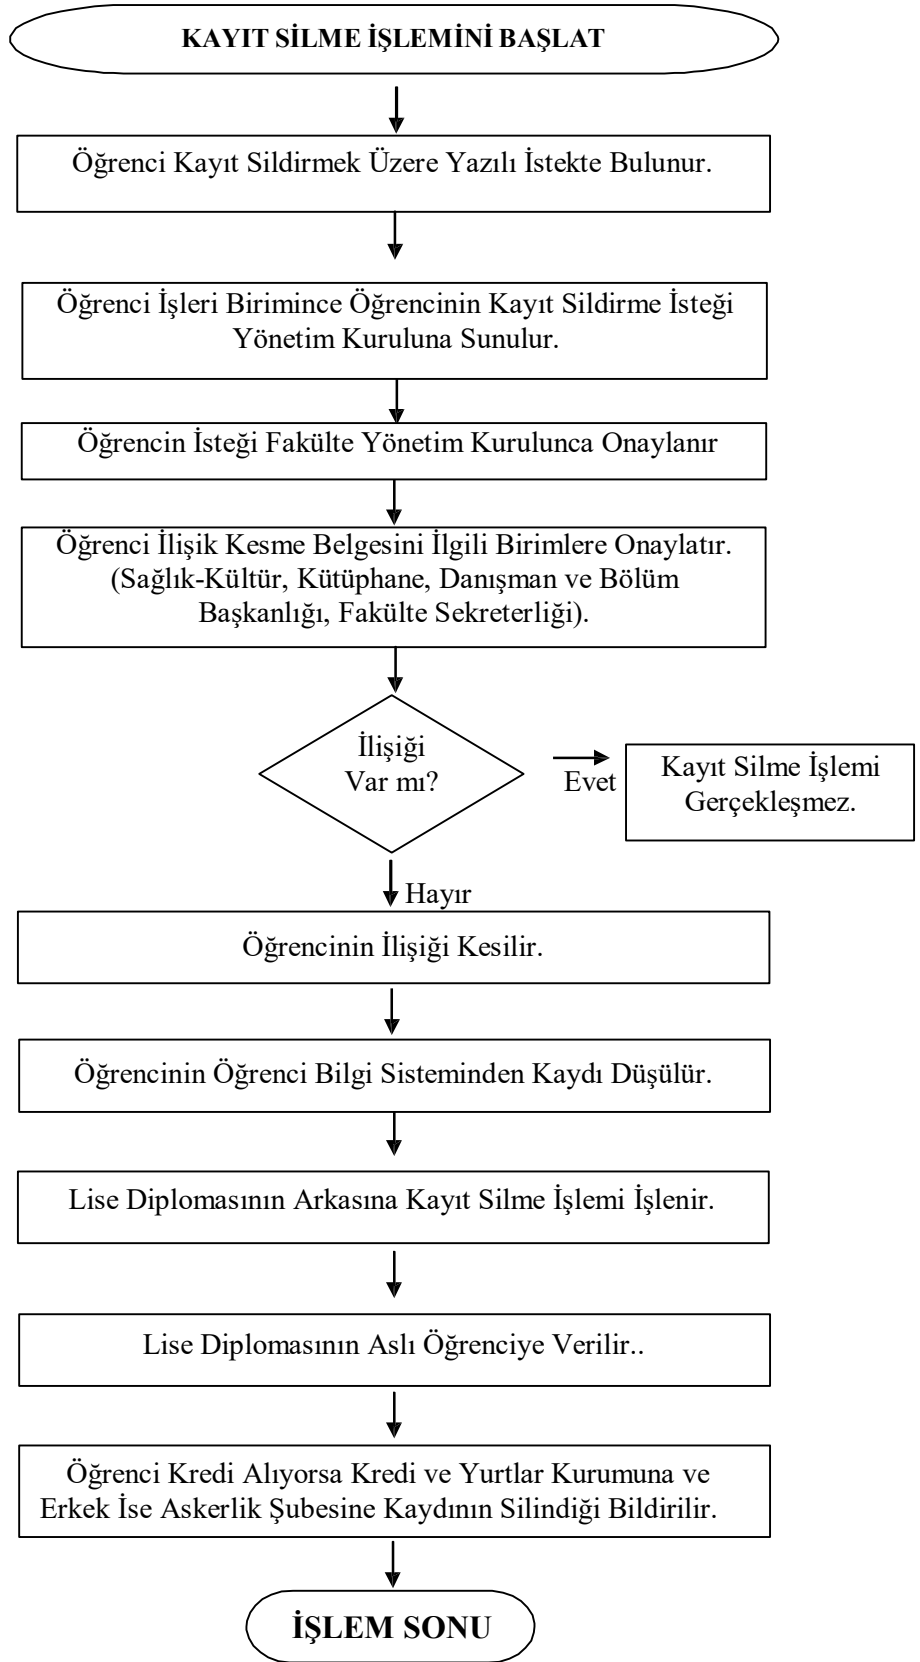 KAYIT SİLME İŞLEMİNİ BAŞLAT
Öğrenci Kayıt Sildirmek Üzere Yazılı İstekte Bulunur.
Öğrenci İşleri Birimince Öğrencinin Kayıt Sildirme İsteği
Yönetim Kuruluna Sunulur.
Öğrencin İsteği Fakülte Yönetim Kurulunca Onaylanır
Öğrenci İlişik Kesme Belgesini İlgili Birimlere Onaylatır.
(Sağlık-Kültür, Kütüphane, Danışman ve Bölüm
Başkanlığı, Fakülte Sekreterliği).
İlişiği
Var mı?
Evet
Kayıt Silme İşlemi
Gerçekleşmez.
Hayır
Öğrencinin İlişiği Kesilir.
Öğrencinin Öğrenci Bilgi Sisteminden Kaydı Düşülür.
Lise Diplomasının Arkasına Kayıt Silme İşlemi İşlenir.
Lise Diplomasının Aslı Öğrenciye Verilir..
Öğrenci Kredi Alıyorsa Kredi ve Yurtlar Kurumuna ve
Erkek İse Askerlik Şubesine Kaydının Silindiği Bildirilir.
İŞLEM SONU